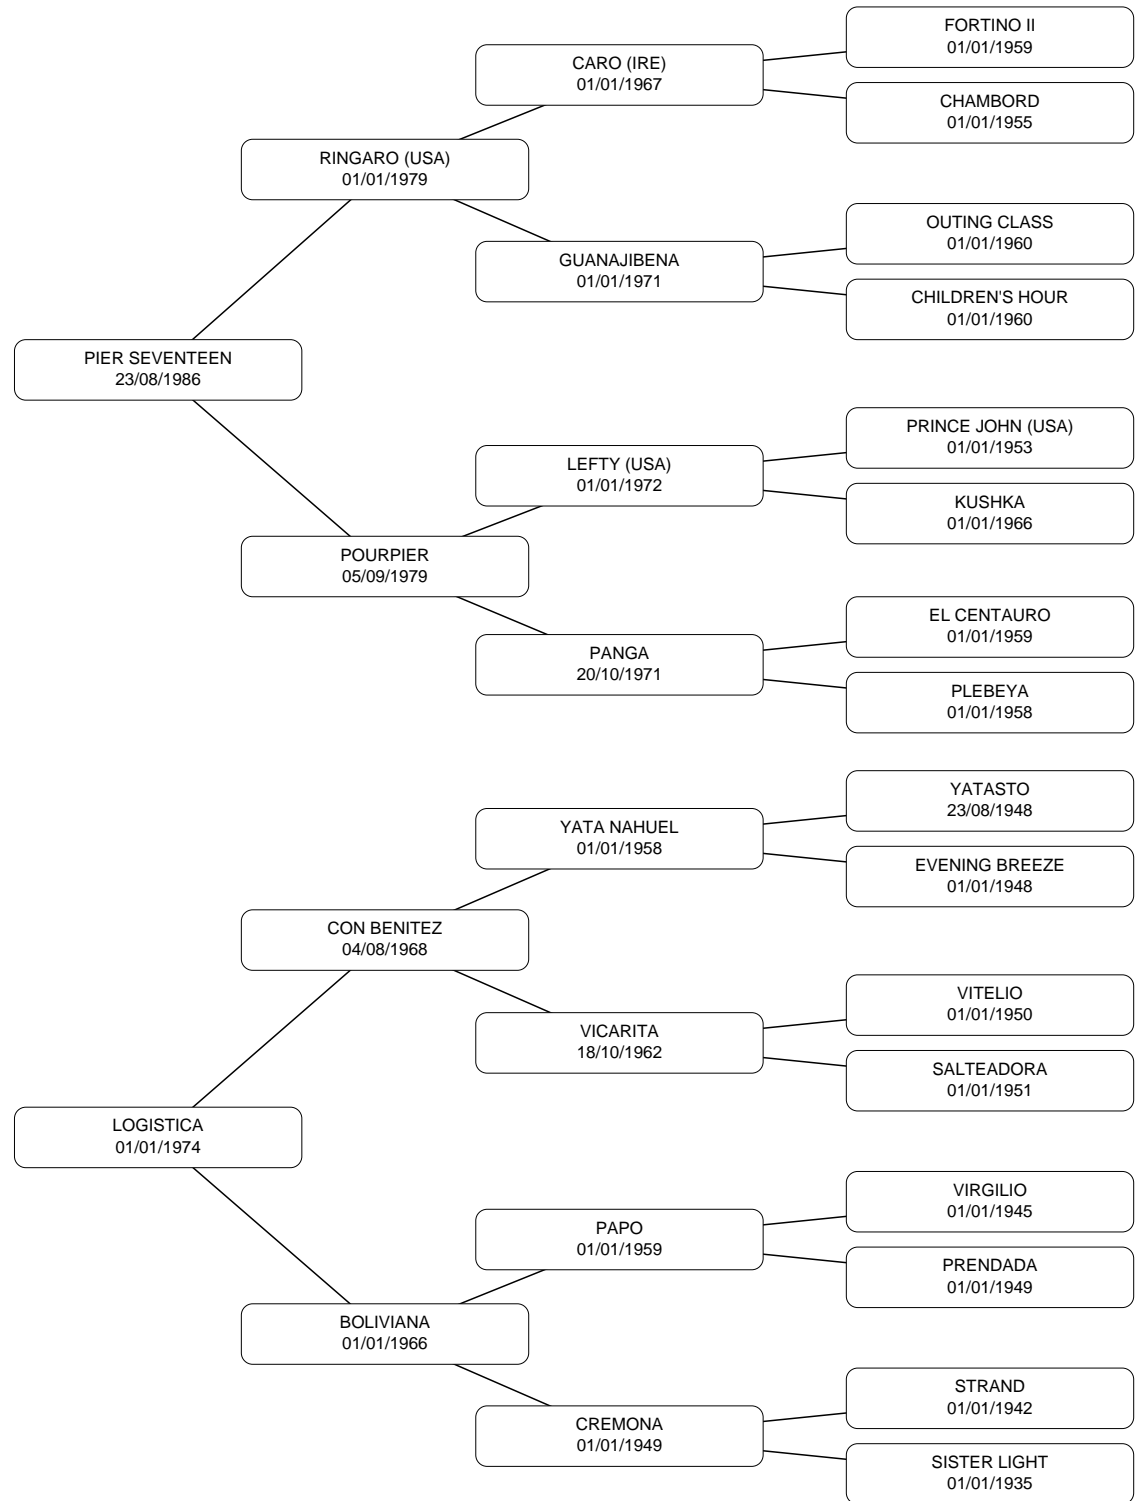 FORTINO II
01/01/1959
CARO (IRE)
01/01/1967
CHAMBORD
01/01/1955
RINGARO (USA)
01/01/1979
OUTING CLASS
01/01/1960
GUANAJIBENA
01/01/1971
CHILDREN'S HOUR
01/01/1960
PIER SEVENTEEN
23/08/1986
PRINCE JOHN (USA)
01/01/1953
LEFTY (USA)
01/01/1972
KUSHKA
01/01/1966
POURPIER
05/09/1979
EL CENTAURO
01/01/1959
PANGA
20/10/1971
PLEBEYA
01/01/1958
YATASTO
23/08/1948
YATA NAHUEL
01/01/1958
EVENING BREEZE
01/01/1948
CON BENITEZ
04/08/1968
VITELIO
01/01/1950
VICARITA
18/10/1962
SALTEADORA
01/01/1951
LOGISTICA
01/01/1974
VIRGILIO
01/01/1945
PAPO
01/01/1959
PRENDADA
01/01/1949
BOLIVIANA
01/01/1966
STRAND
01/01/1942
CREMONA
01/01/1949
SISTER LIGHT
01/01/1935